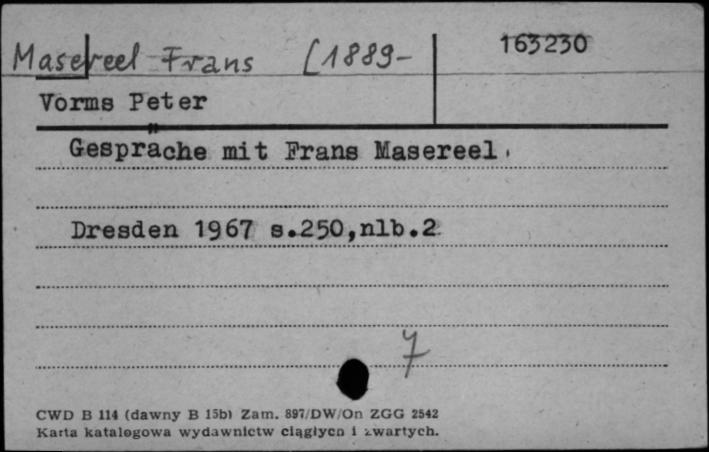 Masereel Frans [1889-
163230
Vorms Peter
Gespräche mit Frans Masereel.
Dresden 1967 s.250,nlb.2
7
CWD B 114 (dawny B 15b) Zam. 897/DW/On ZGG 2542
Karta katalogowa wydawnictw ciągłych i zwartych.